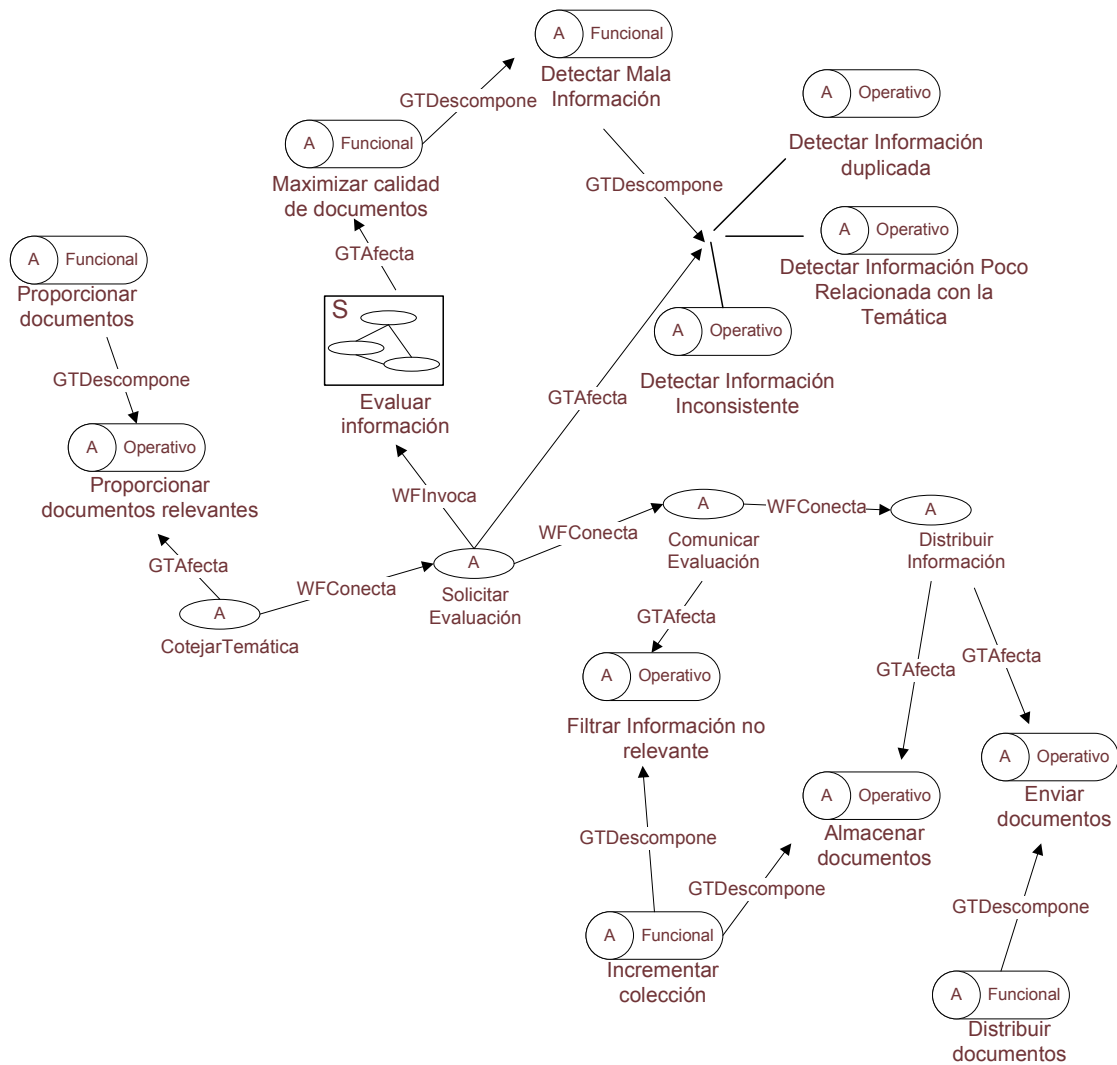 A Funcional
Detectar Mala
Información
GTDescompone
A Operativo
Detectar Información
duplicada
A Funcional
Maximizar calidad
de documentos
GTDescompone
A Operativo
Detectar Información Poco
Relacionada con la
Temática
A Funcional
Proporcionar
documentos
GTAfecta
S
A Operativo
Detectar Información
Inconsistente
GTDescompone
Evaluar
información
GTAfecta
A Operativo
Proporcionar
documentos relevantes
WFInvoca
A
WFConecta
A
WFConecta
Comunicar
Evaluación
Distribuir
Información
GTAfecta
A
Solicitar
Evaluación
WFConecta
A
CotejarTemática
GTAfecta
GTAfecta
GTAfecta
A Operativo
Filtrar Información no
relevante
A Operativo
Enviar
documentos
A Operativo
Almacenar
documentos
GTDescompone
GTDescompone
GTDescompone
A Funcional
Incrementar
colección
A Funcional
Distribuir
documentos